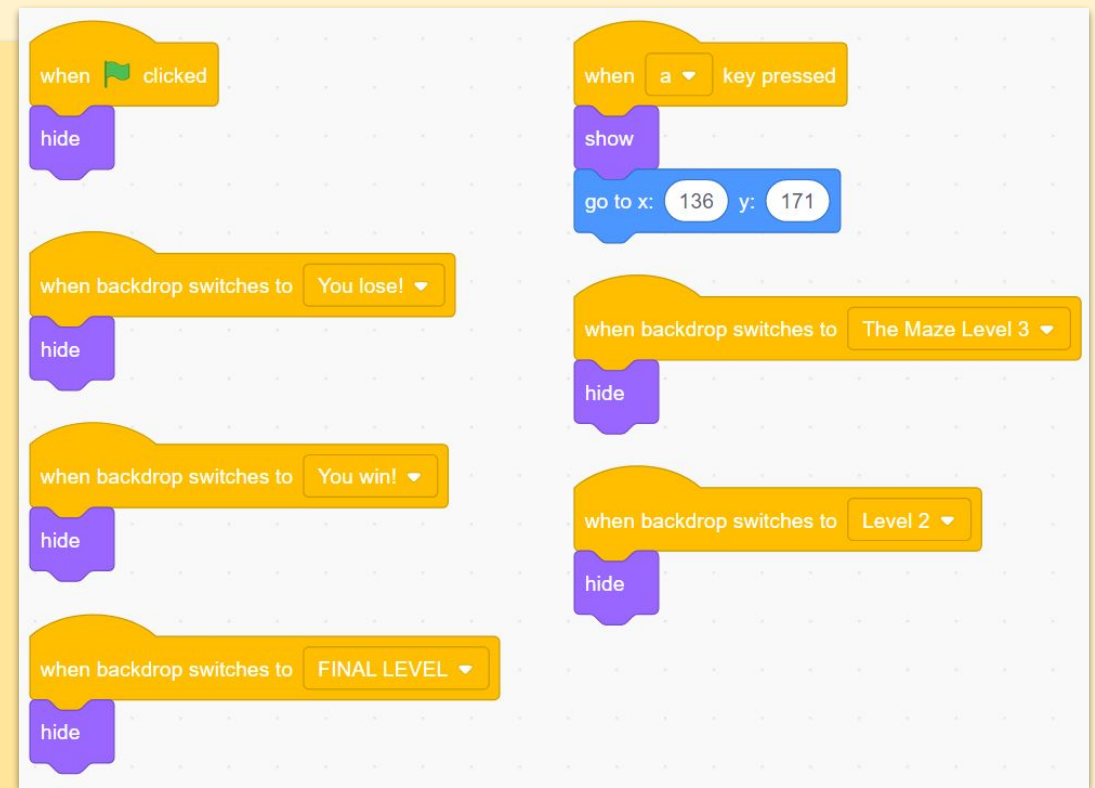 when clicked
hide
when backdrop switches to You lose!
hide
when backdrop switches to You win!
hide
when backdrop switches to FINAL LEVEL
hide
when a key pressed
show
go to x: 136 y: 171
when backdrop switches to The Maze Level 3
hide
when backdrop switches to Level 2
hide